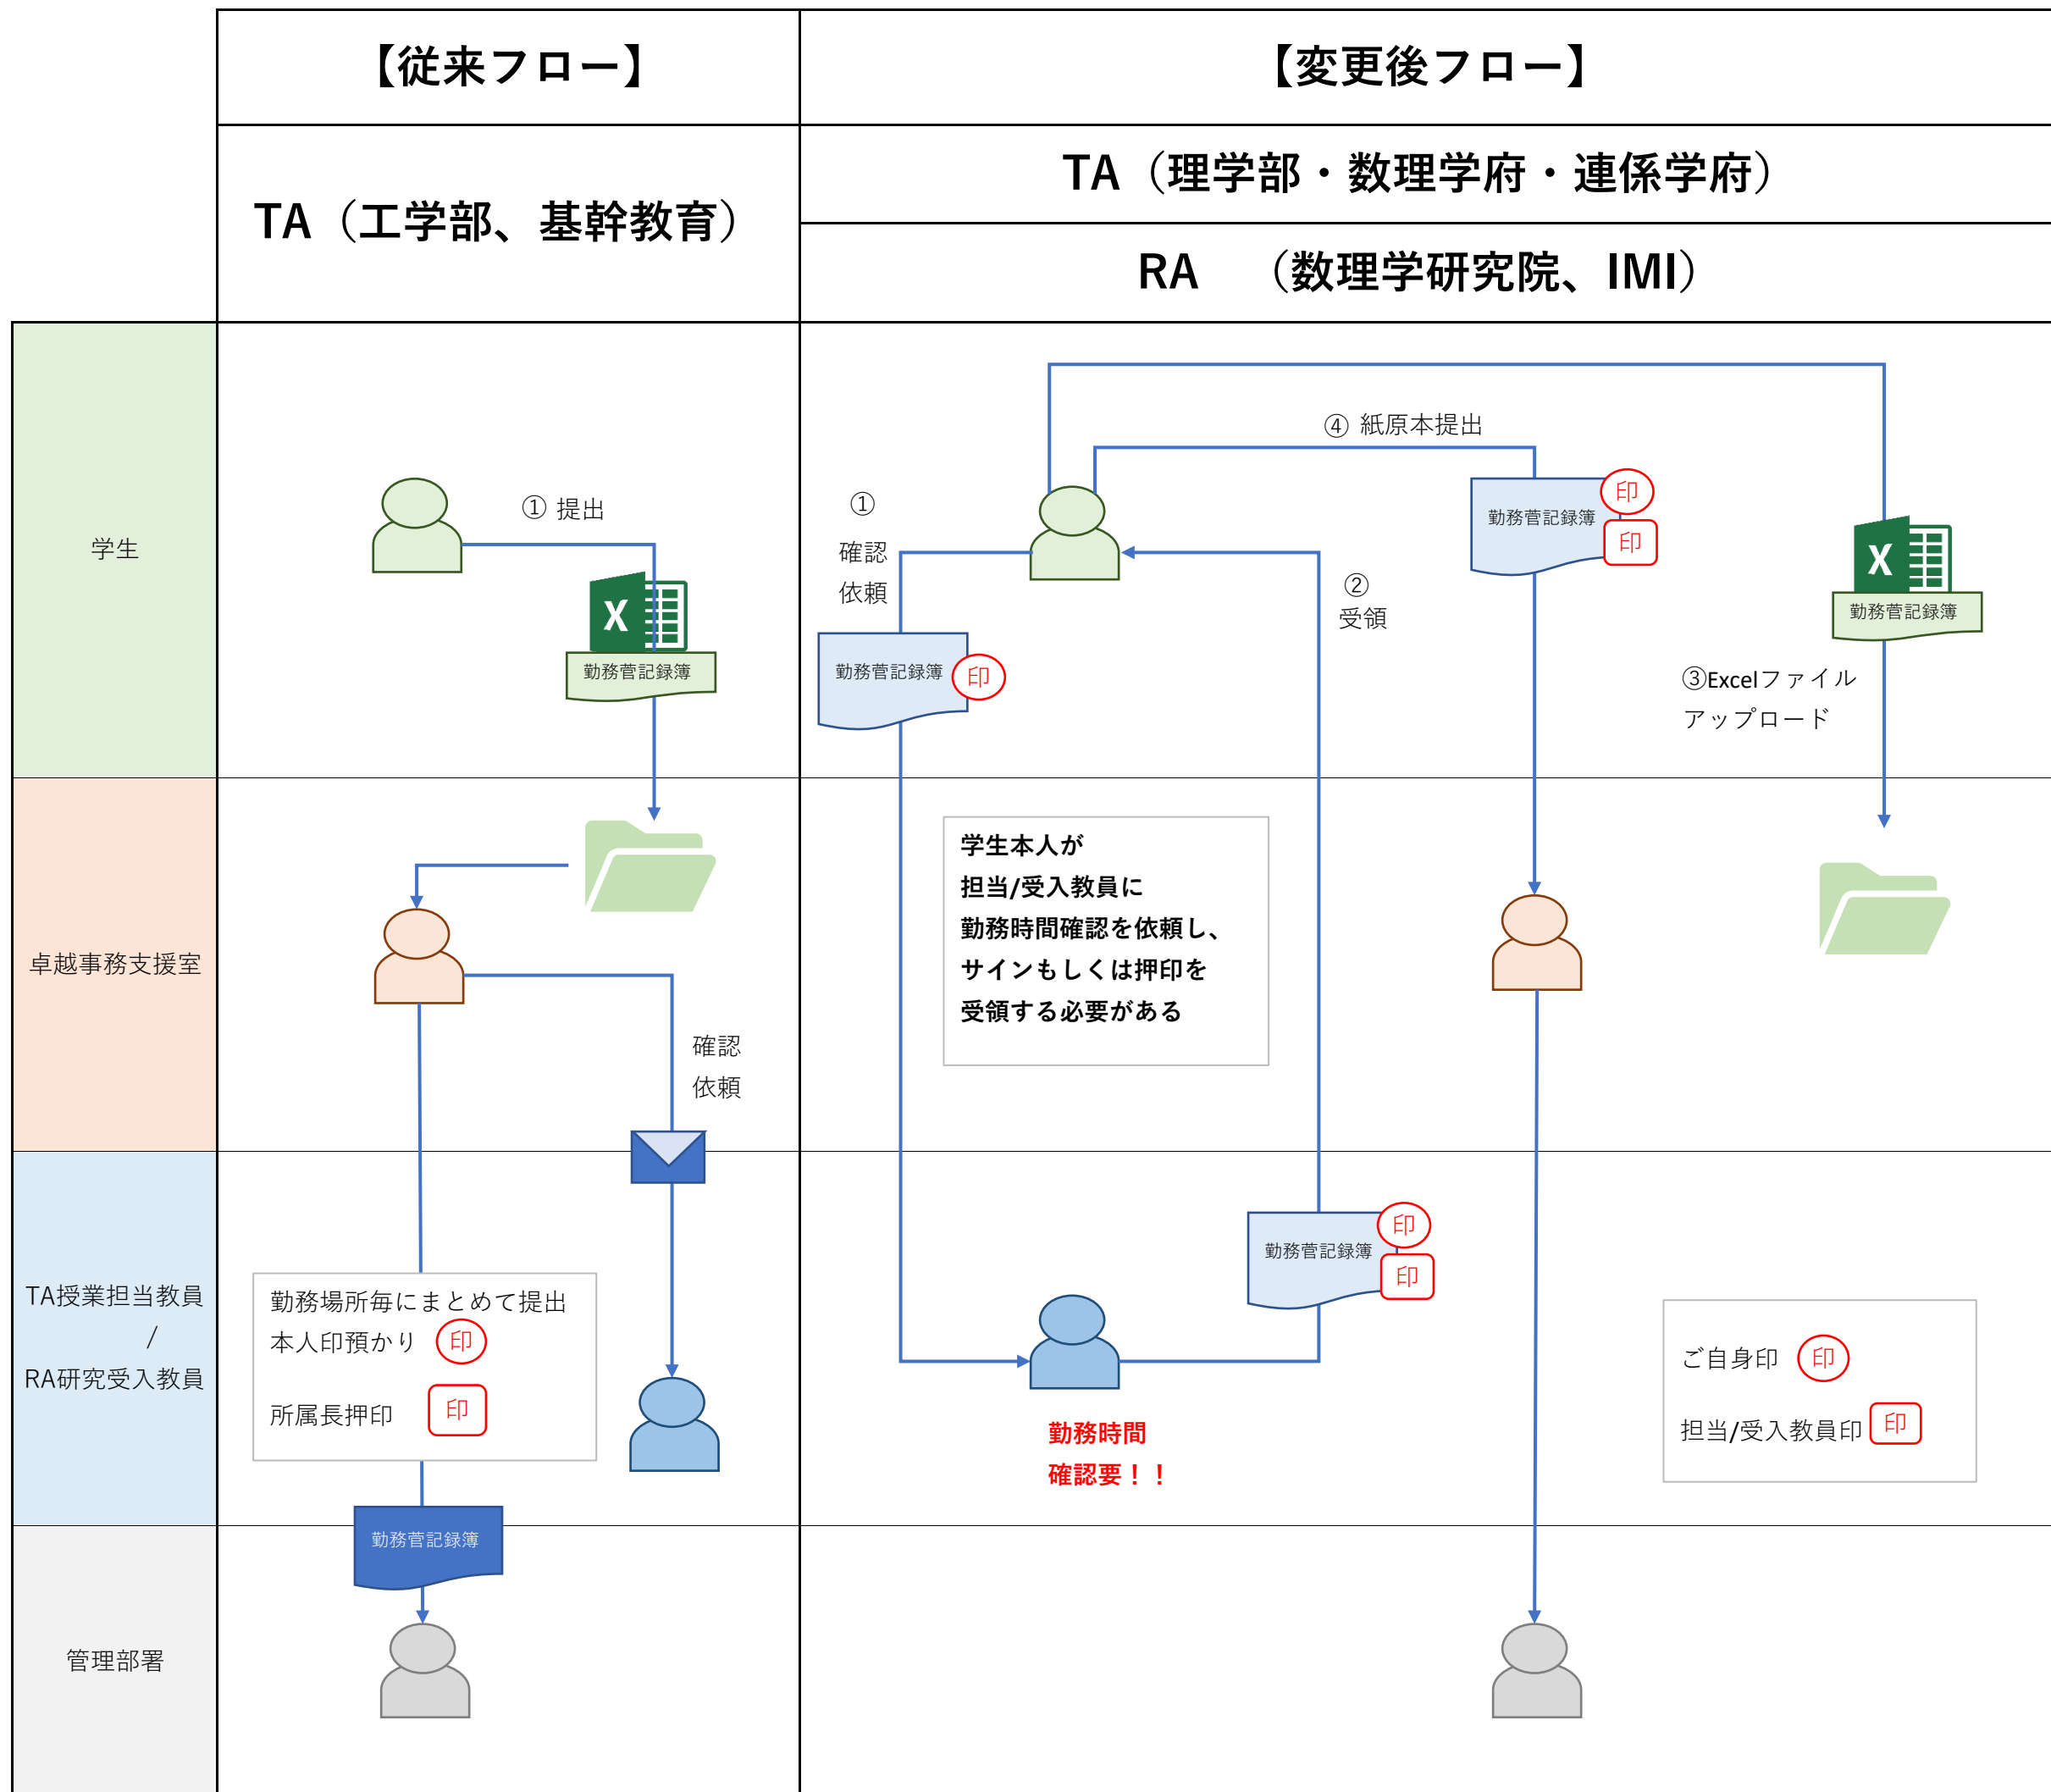 【従来フロー】
【変更後フロー】
TA（工学部、基幹教育）
TA（理学部・数理学府・連係学府）
RA　（数理学研究院、IMI）
学生
① 提出
勤務菅記録簿
①
確認
依頼
勤務菅記録簿
印
④ 紙原本提出
勤務菅記録簿
印
印
②
受領
勤務菅記録簿
③Excelファイル
アップロード
卓越事務支援室
確認
依頼
学生本人が
担当/受入教員に
勤務時間確認を依頼し、
サインもしくは押印を
受領する必要がある
TA授業担当教員
/
RA研究受入教員
勤務場所毎にまとめて提出
本人印預かり 印
所属長押印 印
勤務菅記録簿
印
印
勤務時間
確認要！！
ご自身印 印
担当/受入教員印 印
勤務菅記録簿
管理部署